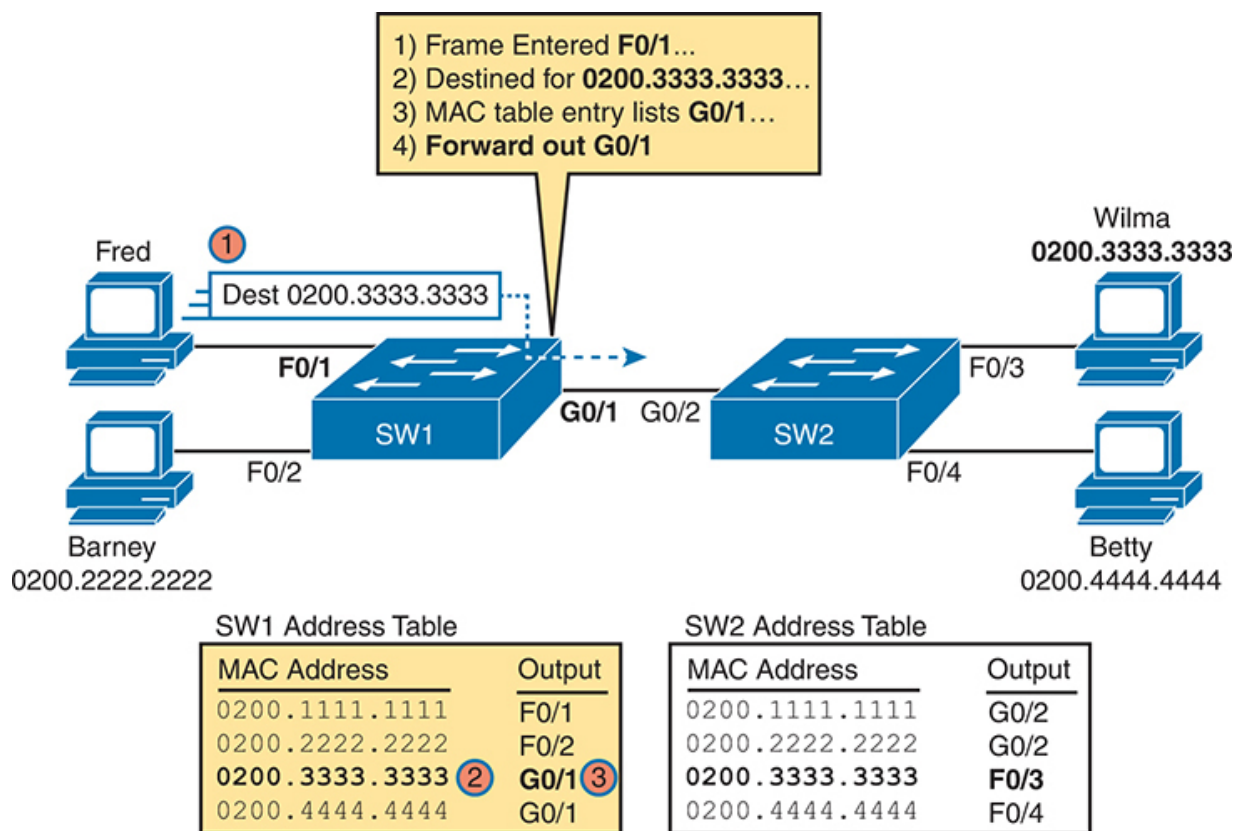 1) Frame Entered F0/1...
2) Destined for 0200.3333.3333...
3) MAC table entry lists G0/1...
4) Forward out G0/1
Wilma
0200.3333.3333
Fred
1
Dest 0200.3333.3333
F0/1
F0/3
G0/1
G0/2
SW1
SW2
F0/2
F0/4
Barney
0200.2222.2222
Betty
0200.4444.4444
SW1 Address Table
MAC Address Output
0200.1111.1111 F0/1
0200.2222.2222 F0/2
0200.3333.3333 2 G0/1 3
0200.4444.4444 G0/1
SW2 Address Table
MAC Address Output
0200.1111.1111 G0/2
0200.2222.2222 G0/2
0200.3333.3333 F0/3
0200.4444.4444 F0/4